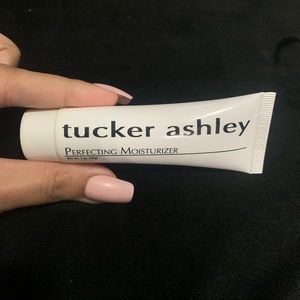 tucker ashley
PERFECTING MOISTURIZER